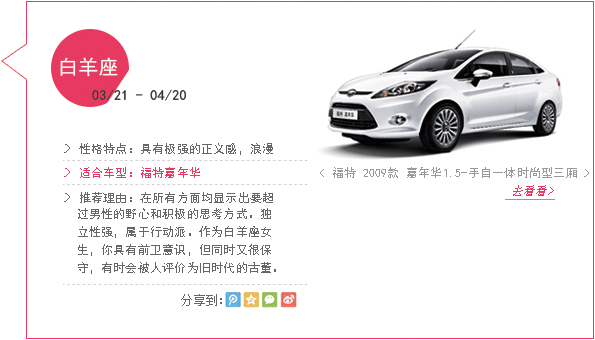 白羊座
03/21 - 04/20
> 性格特点：具有极强的正义感，浪漫
> 适合车型：福特嘉年华
> 推荐理由：在所有方面均显示出要超
过男性的野心和积极的思考方式。独
立性强，属于行动派。作为白羊座女
生，你具有前卫意识，但同时又很保
守，有时会被人评价为旧时代的古董。
分享到:
< 福特 2009款 嘉年华1.5-手自一体时尚型三厢 >
去看看>